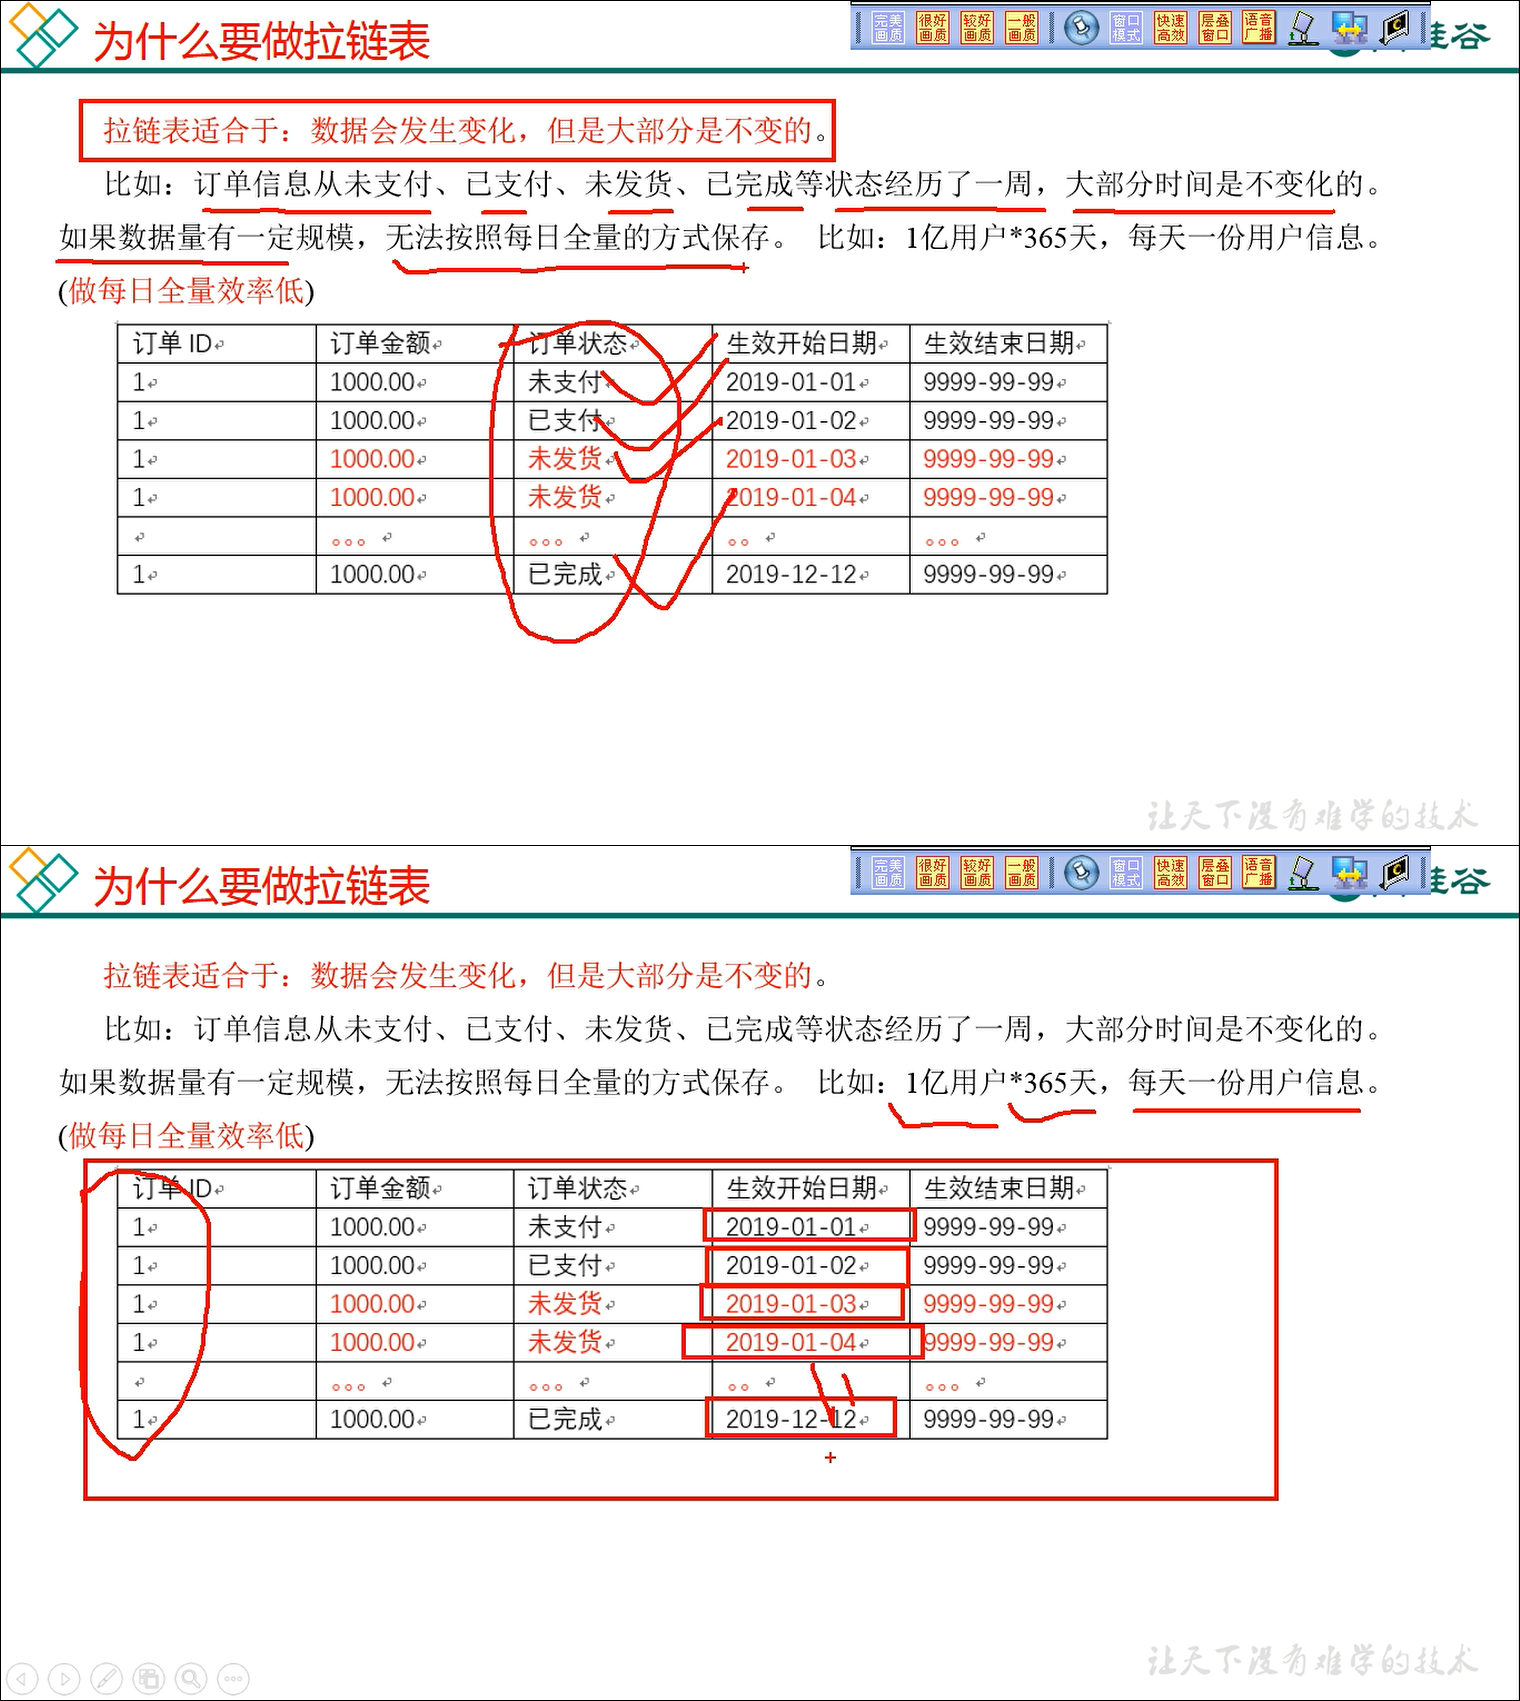 为什么要做拉链表
完美画质 很好画质 较好画质 一般画质 窗口模式 快速高效 层叠窗口 语音广播
硅谷
拉链表适合于：数据会发生变化，但是大部分是不变的。
比如：订单信息从未支付、已支付、未发货、已完成等状态经历了一周，大部分时间是不变化的。
如果数据量有一定规模，无法按照每日全量的方式保存。 比如：1亿用户*365天，每天一份用户信息。
(做每日全量效率低)
订单 ID 订单金额 订单状态 生效开始日期 生效结束日期
1 1000.00 未支付 2019-01-01 9999-99-99
1 1000.00 已支付 2019-01-02 9999-99-99
1 1000.00 未发货 2019-01-03 9999-99-99
1 1000.00 未发货 2019-01-04 9999-99-99
。。。 。。。 。。 。。。
1 1000.00 已完成 2019-12-12 9999-99-99
让天下没有难学的技术
为什么要做拉链表
完美画质 很好画质 较好画质 一般画质 窗口模式 快速高效 层叠窗口 语音广播
硅谷
拉链表适合于：数据会发生变化，但是大部分是不变的。
比如：订单信息从未支付、已支付、未发货、已完成等状态经历了一周，大部分时间是不变化的。
如果数据量有一定规模，无法按照每日全量的方式保存。 比如：1亿用户*365天，每天一份用户信息。
(做每日全量效率低)
订单 ID 订单金额 订单状态 生效开始日期 生效结束日期
1 1000.00 未支付 2019-01-01 9999-99-99
1 1000.00 已支付 2019-01-02 9999-99-99
1 1000.00 未发货 2019-01-03 9999-99-99
1 1000.00 未发货 2019-01-04 9999-99-99
。。。 。。。 。。 。。。
1 1000.00 已完成 2019-12-12 9999-99-99
让天下没有难学的技术